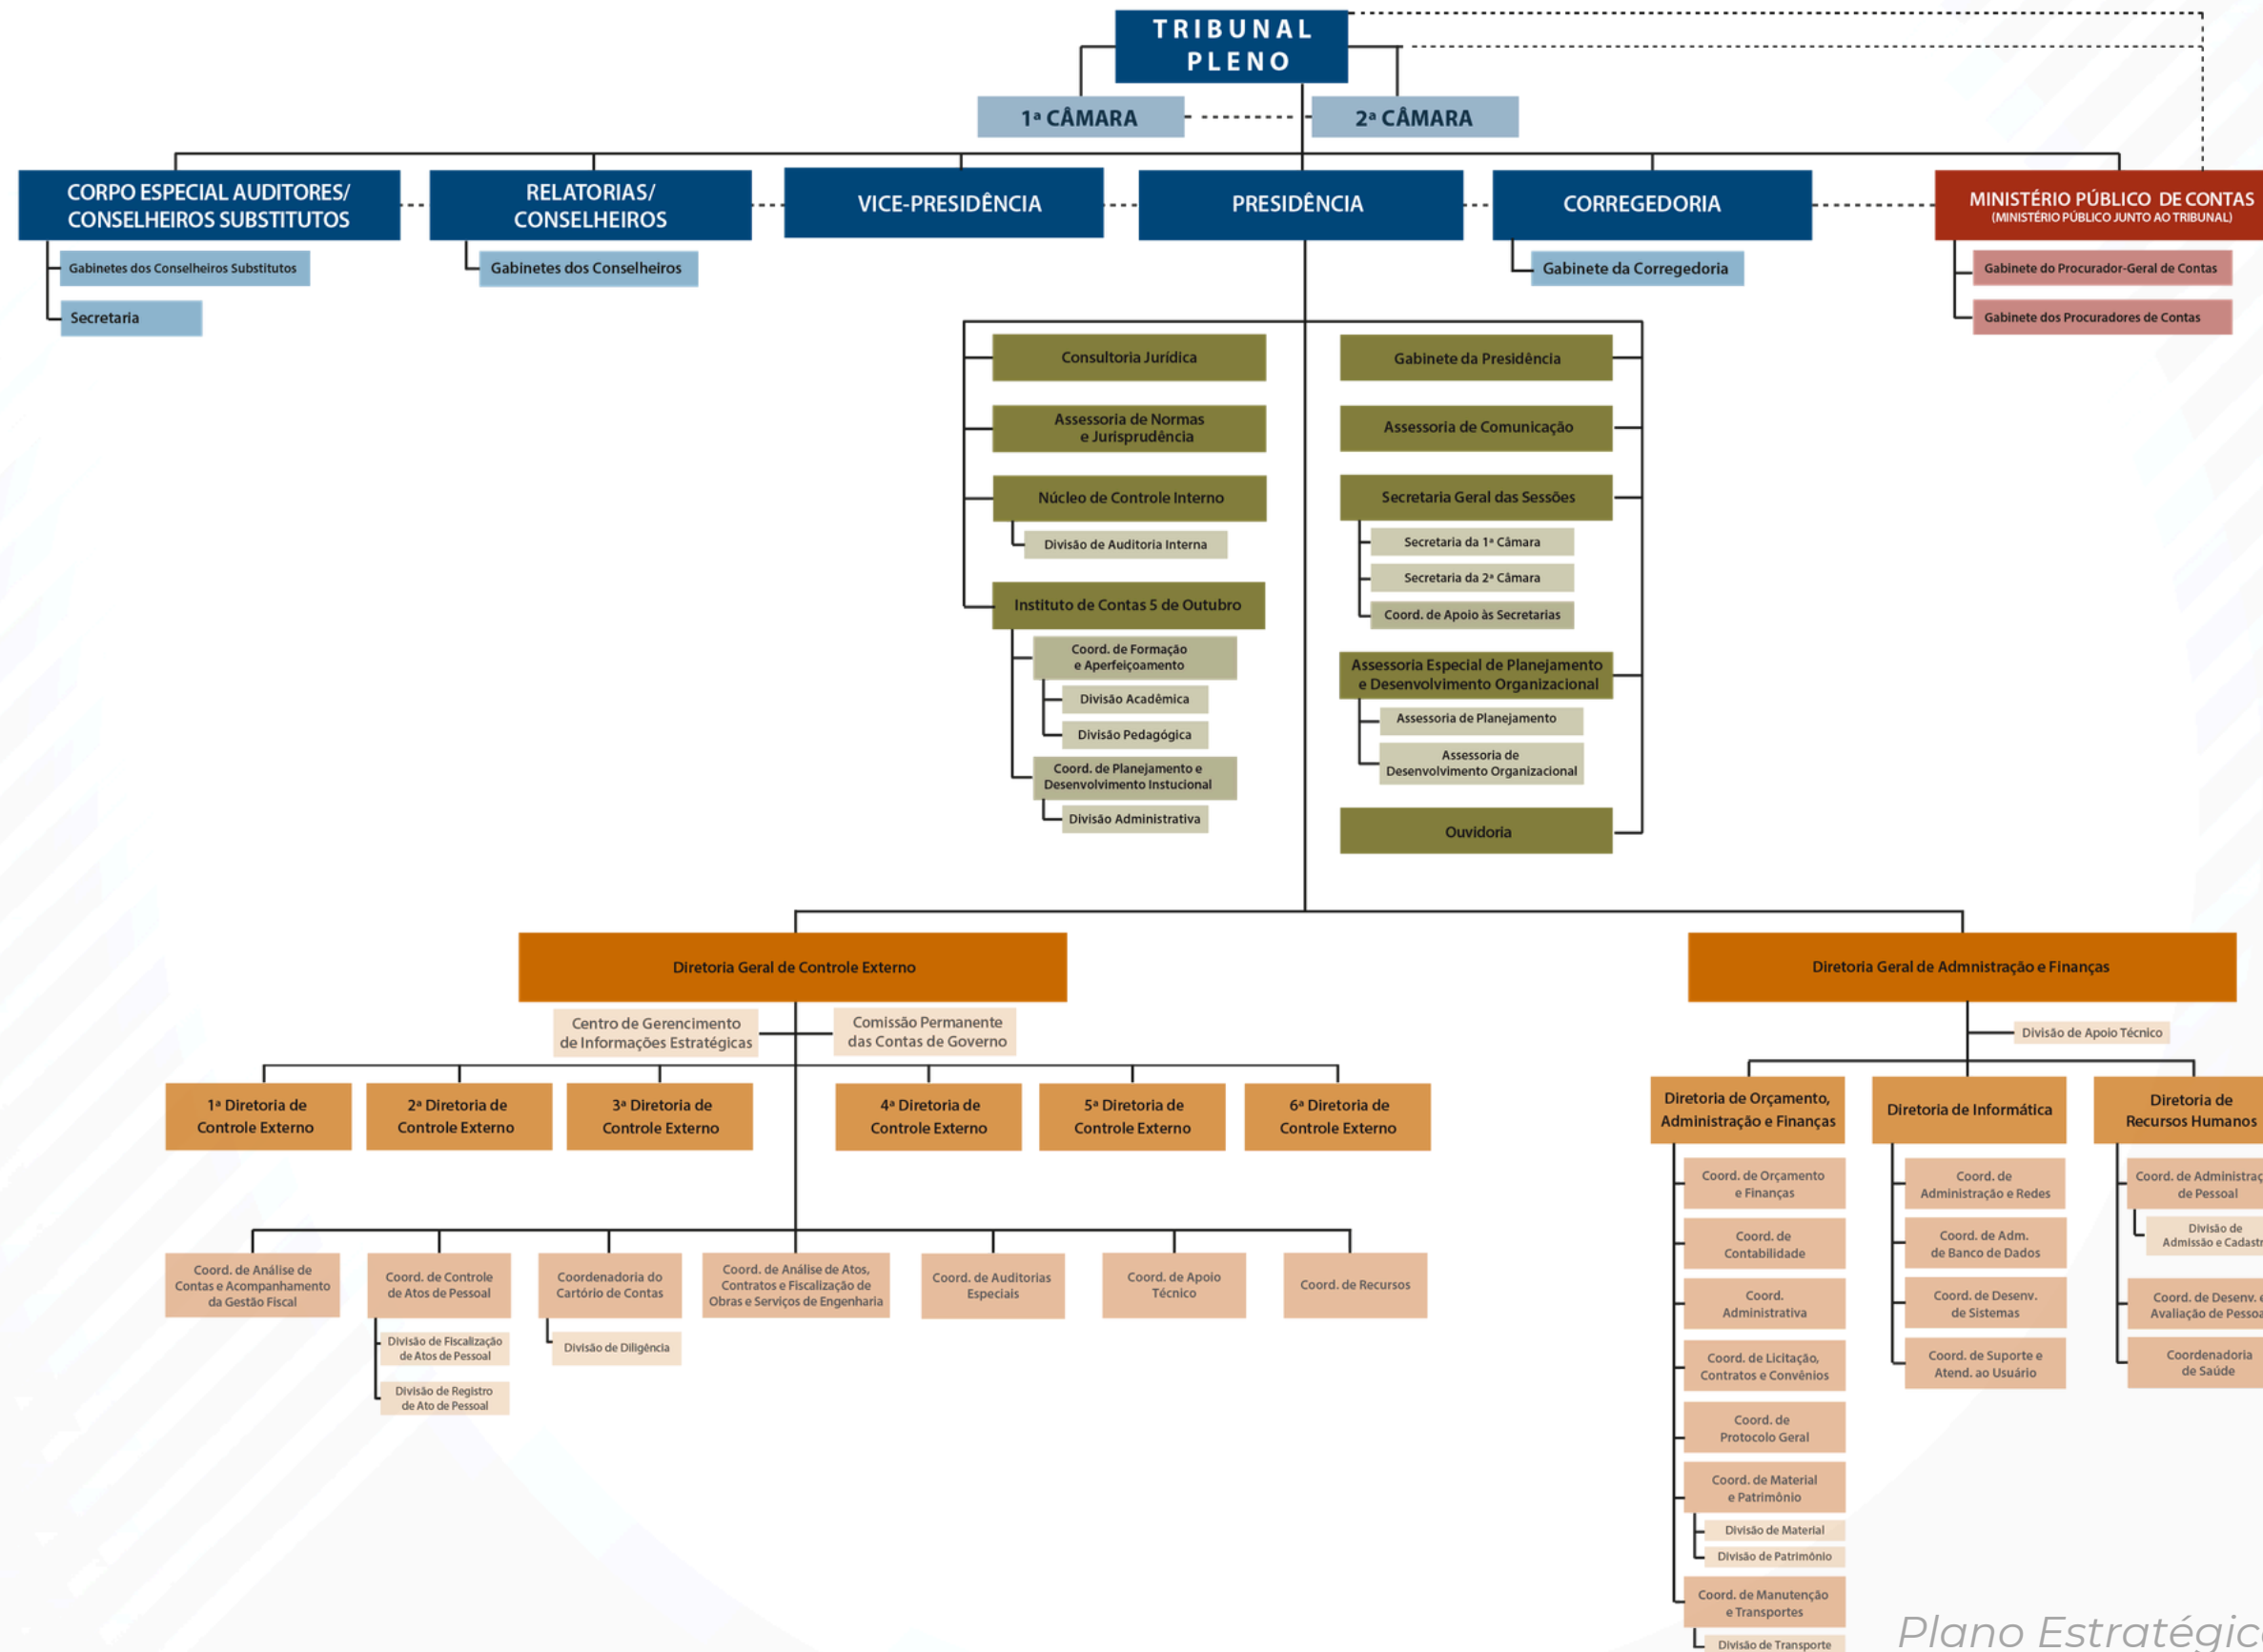 TRIBUNAL
PLENO
1ª CÂMARA
2ª CÂMARA
CORPO ESPECIAL AUDITORES/
CONSELHEIROS SUBSTITUTOS
Gabinetes dos Conselheiros Substitutos
Secretaria
RELATORIAS/
CONSELHEIROS
Gabinetes dos Conselheiros
VICE-PRESIDÊNCIA
PRESIDÊNCIA
CORREGEDORIA
Gabinete da Corregedoria
MINISTÉRIO PÚBLICO DE CONTAS
(MINISTÉRIO PÚBLICO JUNTO AO TRIBUNAL)
Gabinete do Procurador-Geral de Contas
Gabinete dos Procuradores de Contas
Consultoria Jurídica
Assessoria de Normas
e Jurisprudência
Núcleo de Controle Interno
Divisão de Auditoria Interna
Instituto de Contas 5 de Outubro
Coord. de Formação
e Aperfeiçoamento
Divisão Acadêmica
Divisão Pedagógica
Coord. de Planejamento e
Desenvolvimento Instucional
Divisão Administrativa
Gabinete da Presidência
Assessoria de Comunicação
Secretaria Geral das Sessões
Secretaria da 1ª Câmara
Secretaria da 2ª Câmara
Coord. de Apoio às Secretarias
Assessoria Especial de Planejamento
e Desenvolvimento Organizacional
Assessoria de Planejamento
Assessoria de
Desenvolvimento Organizacional
Ouvidoria
Diretoria Geral de Controle Externo
Centro de Gerencimento
de Informações Estratégicas
Comissão Permanente
das Contas de Governo
1ª Diretoria de
Controle Externo
2ª Diretoria de
Controle Externo
3ª Diretoria de
Controle Externo
4ª Diretoria de
Controle Externo
5ª Diretoria de
Controle Externo
6ª Diretoria de
Controle Externo
Coord. de Análise de
Contas e Acompanhamento
da Gestão Fiscal
Coord. de Controle
de Atos de Pessoal
Divisão de Fiscalização
de Atos de Pessoal
Divisão de Registro
de Ato de Pessoal
Coordenadoria do
Cartório de Contas
Divisão de Diligência
Coord. de Análise de Atos,
Contratos e Fiscalização de
Obras e Serviços de Engenharia
Coord. de Auditorias
Especiais
Coord. de Apoio
Técnico
Coord. de Recursos
Diretoria Geral de Admnistração e Finanças
Divisão de Apoio Técnico
Diretoria de Orçamento,
Administração e Finanças
Coord. de Orçamento
e Finanças
Coord. de
Contabilidade
Coord.
Administrativa
Coord. de Licitação,
Contratos e Convênios
Coord. de
Protocolo Geral
Coord. de Material
e Patrimônio
Divisão de Material
Divisão de Patrimônio
Coord. de Manutenção
e Transportes
Divisão de Transporte
Diretoria de Informática
Coord. de
Administração e Redes
Coord. de Adm.
de Banco de Dados
Coord. de Desenv.
de Sistemas
Coord. de Suporte e
Atend. ao Usuário
Diretoria de
Recursos Humanos
Coord. de
de Pessoal
Divisão de
Admissão e
Coord. de Desenv.
Avaliação de
Coordenadoria
de Saúde
Plano